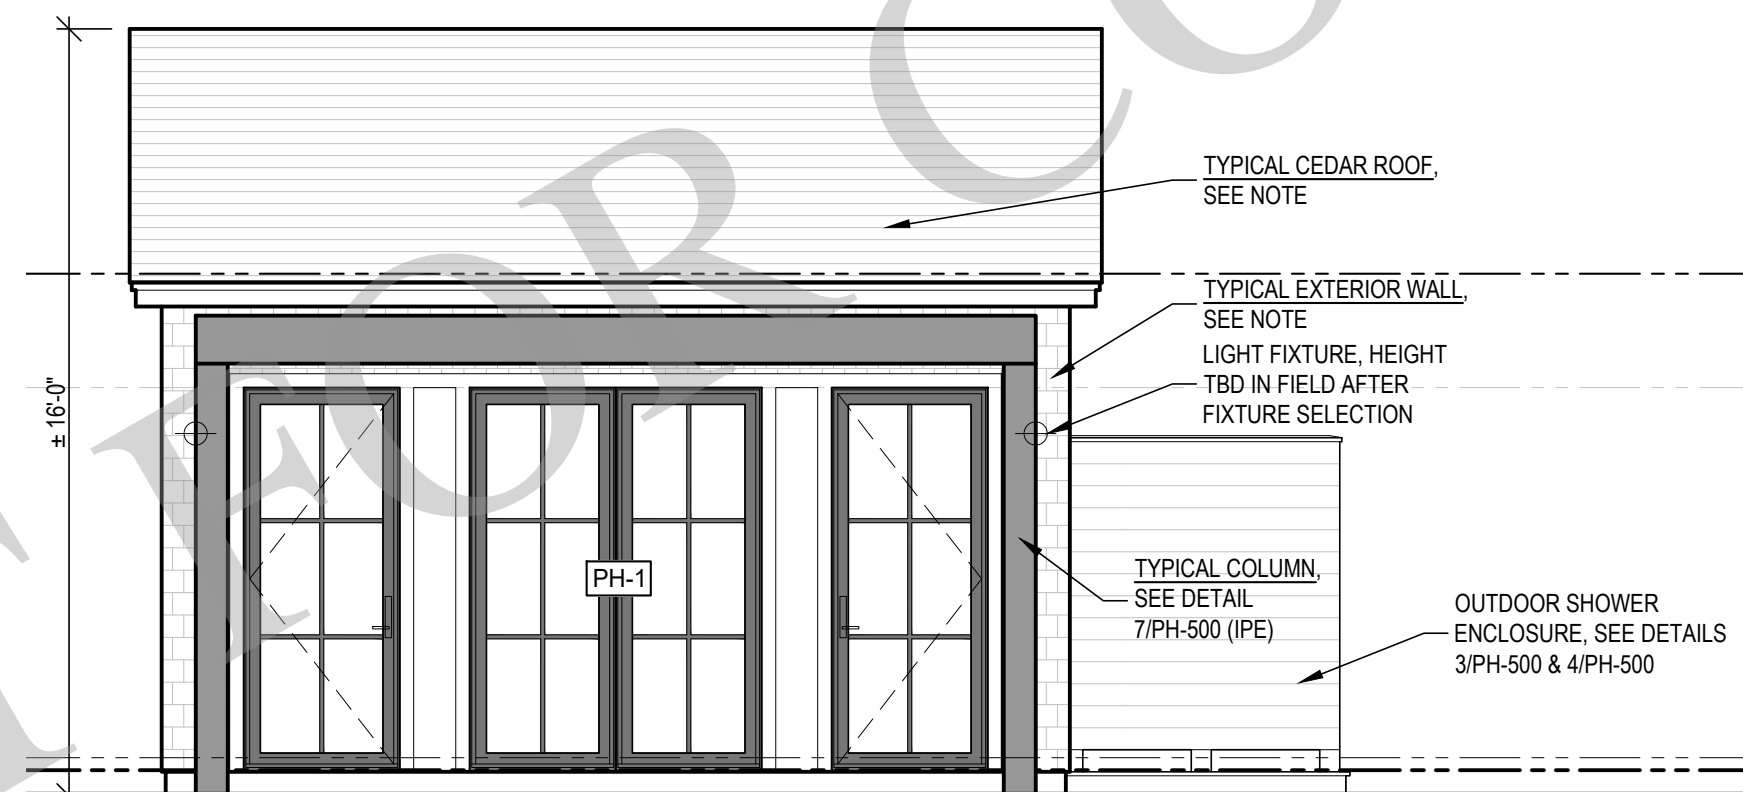 TYPICAL CEDAR ROOF,
SEE NOTE
TYPICAL EXTERIOR WALL,
SEE NOTE
LIGHT FIXTURE, HEIGHT
TBD IN FIELD AFTER
FIXTURE SELECTION
± 16'-0"
PH-1
TYPICAL COLUMN,
SEE DETAIL
7/PH-500 (IPE)
OUTDOOR SHOWER
ENCLOSURE, SEE DETAILS
3/PH-500 & 4/PH-500
T FOR CO